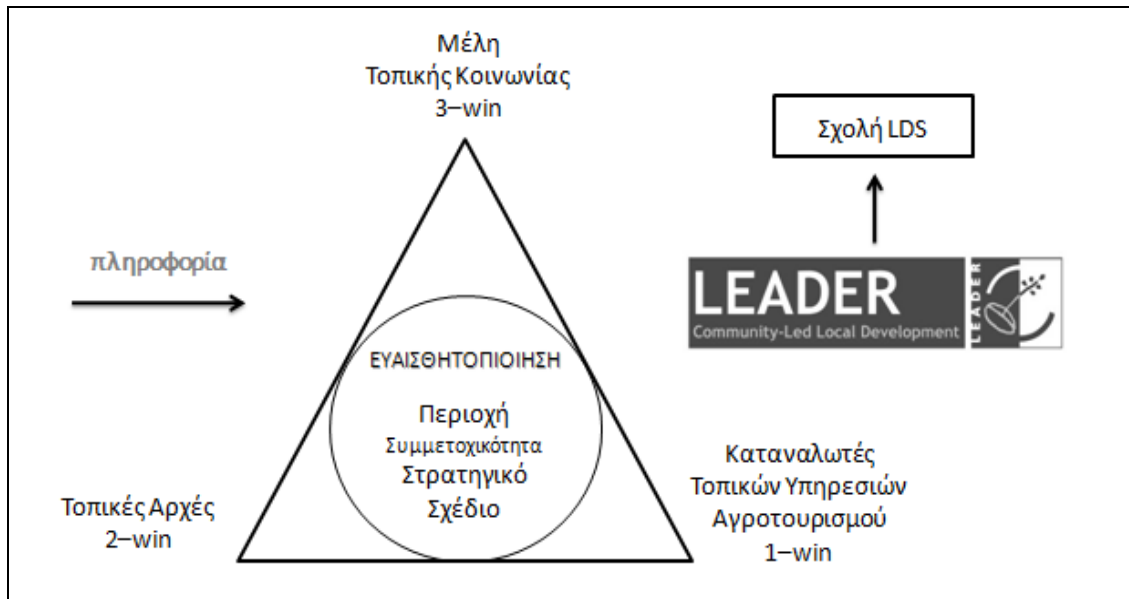 Μέλη
Τοπικής Κοινωνίας
3–win
Σχολή LDS
πληροφορία
LEADER
Community-Led Local Development
LEADER
ΕΥΑΙΣΘΗΤΟΠΟΙΗΣΗ
Περιοχή
Συμμετοχικότητα
Στρατηγικό
Σχέδιο
Τοπικές Αρχές
2–win
Καταναλωτές
Τοπικών Υπηρεσιών
Αγροτουρισμού
1–win